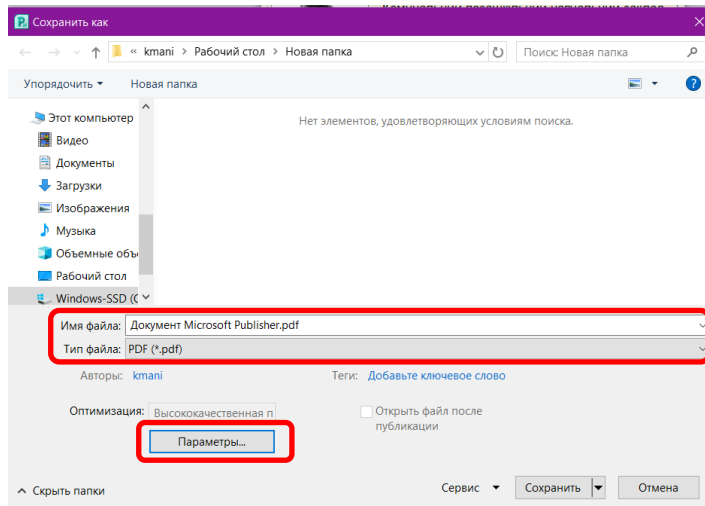 Сохранить как
« kmani > Рабочий стол > Новая папка
Поиск: Новая папка
Упорядочить
Новая папка
Этот компьютер
Нет элементов, удовлетворяющих условиям поиска.
Видео
Документы
Загрузки
Изображения
Музыка
Объемные объ
Рабочий стол
Windows-SSD (C
Имя файла: Документ Microsoft Publisher.pdf
Тип файла: PDF (*.pdf)
Авторы: kmani
Теги: Добавьте ключевое слово
Оптимизация: Высококачественная п
Открыть файл после
публикации
Параметры...
Скрыть папки
Сервис
Сохранить
Отмена